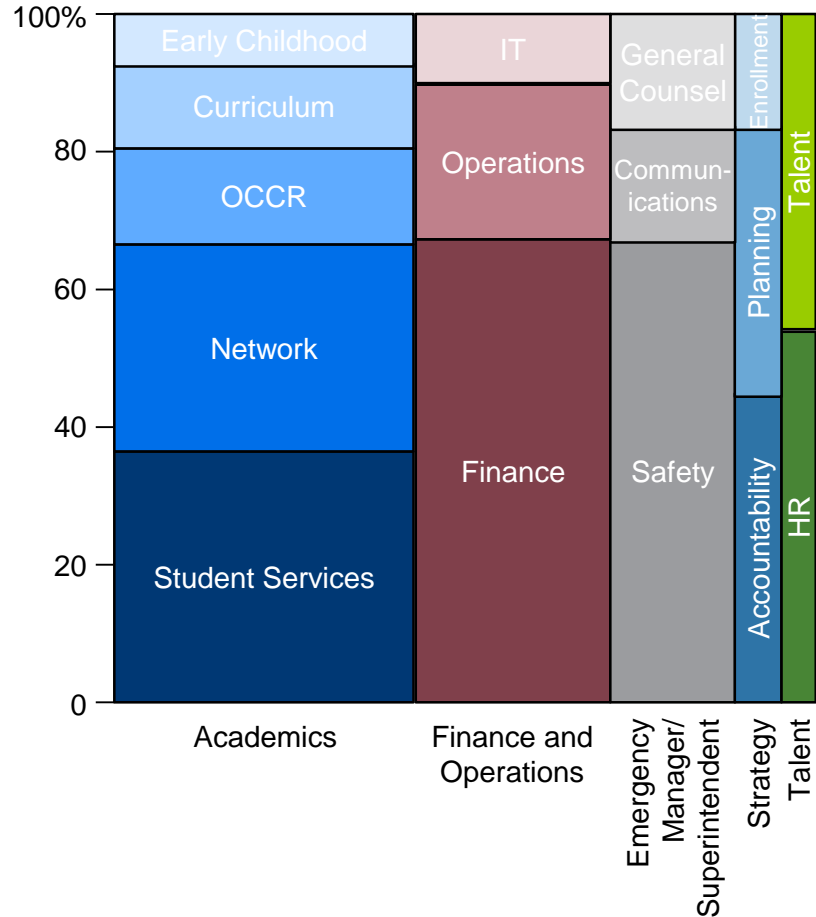 100%
80
60
40
20
0
Early Childhood
Curriculum
OCCR
Network
Student Services
IT
Operations
Finance
General
Counsel
Commun-
ications
Safety
Enrollment
Planning
Accountability
Talent
HR
Academics
Finance and
Operations
Emergency
Manager/
Superintendent
Strategy
Talent